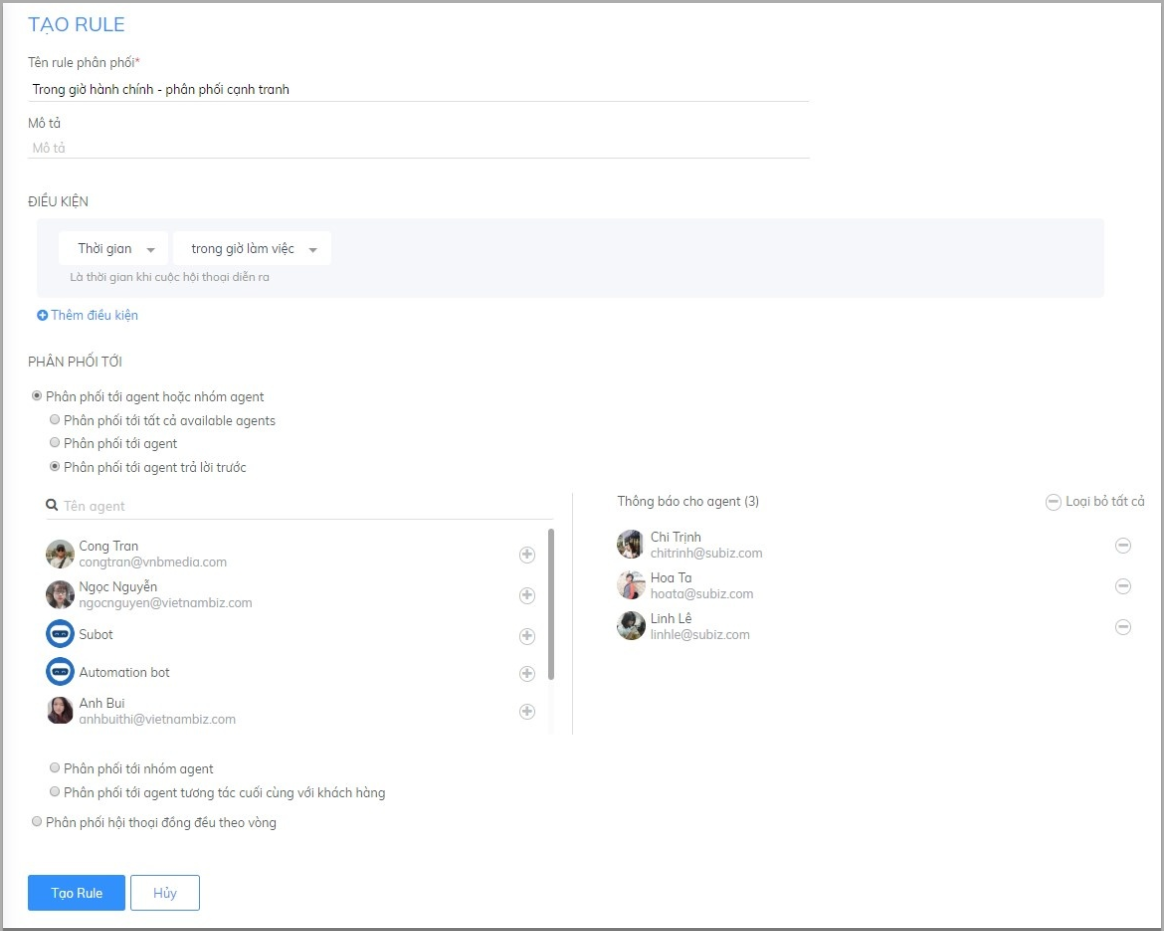 TẠO RULE
Tên rule phân phối*
Trong giờ hành chính - phân phối cạnh tranh
Mô tả
Mô tả
ĐIỀU KIỆN
Thời gian trong giờ làm việc
Là thời gian khi cuộc hội thoại diễn ra
Thêm điều kiện
PHÂN PHỐI TỚI
Phân phối tới agent hoặc nhóm agent
Phân phối tới tất cả available agents
Phân phối tới agent
Phân phối tới agent trả lời trước
Tên agent
Cong Tran
congtran@vnbmedia.com
Ngọc Nguyễn
ngocnguyen@vietnambiz.com
Subot
Automation bot
Anh Bui
anhbuithi@vietnambiz.com
Thông báo cho agent (3) Loại bỏ tất cả
Chi Trịnh
chitrinh@subiz.com
Hoa Ta
hoata@subiz.com
Linh Lê
linhle@subiz.com
Phân phối tới nhóm agent
Phân phối tới agent tương tác cuối cùng với khách hàng
Phân phối hội thoại đồng đều theo vòng
Tạo Rule Hủy